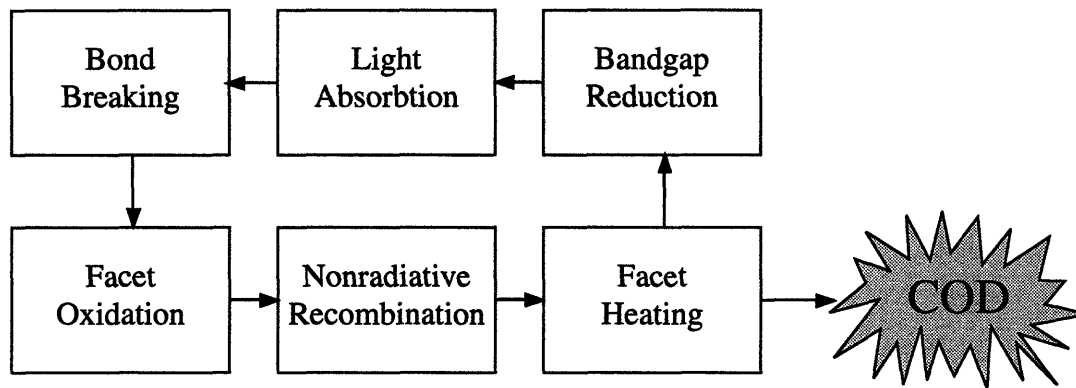 Bond
Breaking
Light
Absorbtion
Bandgap
Reduction
Facet
Oxidation
Nonradiative
Recombination
Facet
Heating
COD